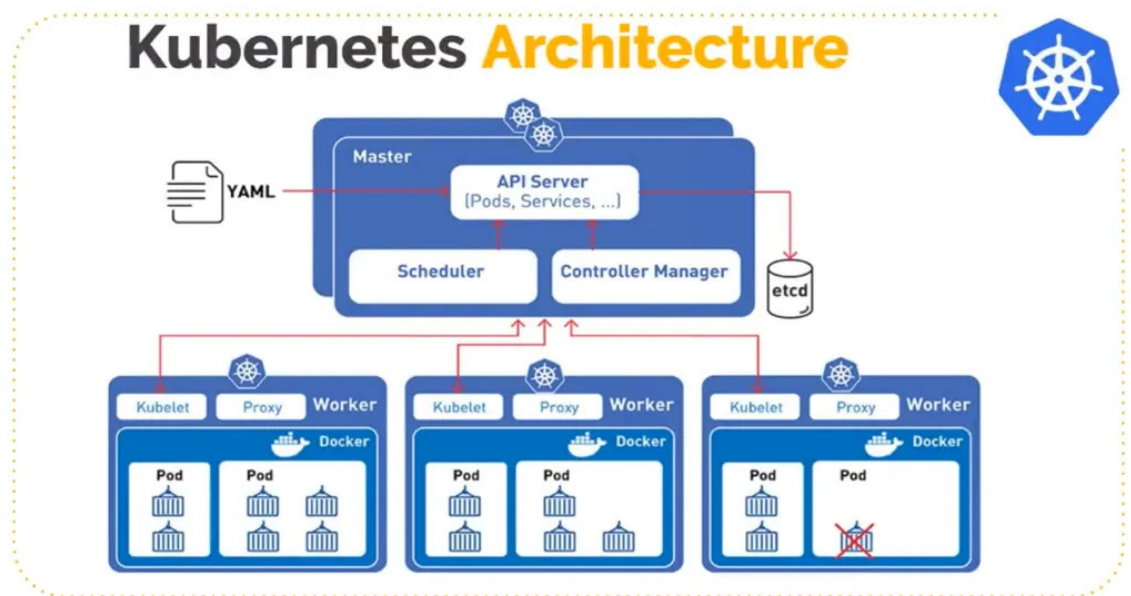 Kubernetes Architecture
Master
YAML
API Server
(Pods, Services, ...)
Scheduler
Controller Manager
etcd
Kubelet
Proxy
Worker
Docker
Pod
Pod
Kubelet
Proxy
Worker
Docker
Pod
Pod
Kubelet
Proxy
Worker
Docker
Pod
Pod